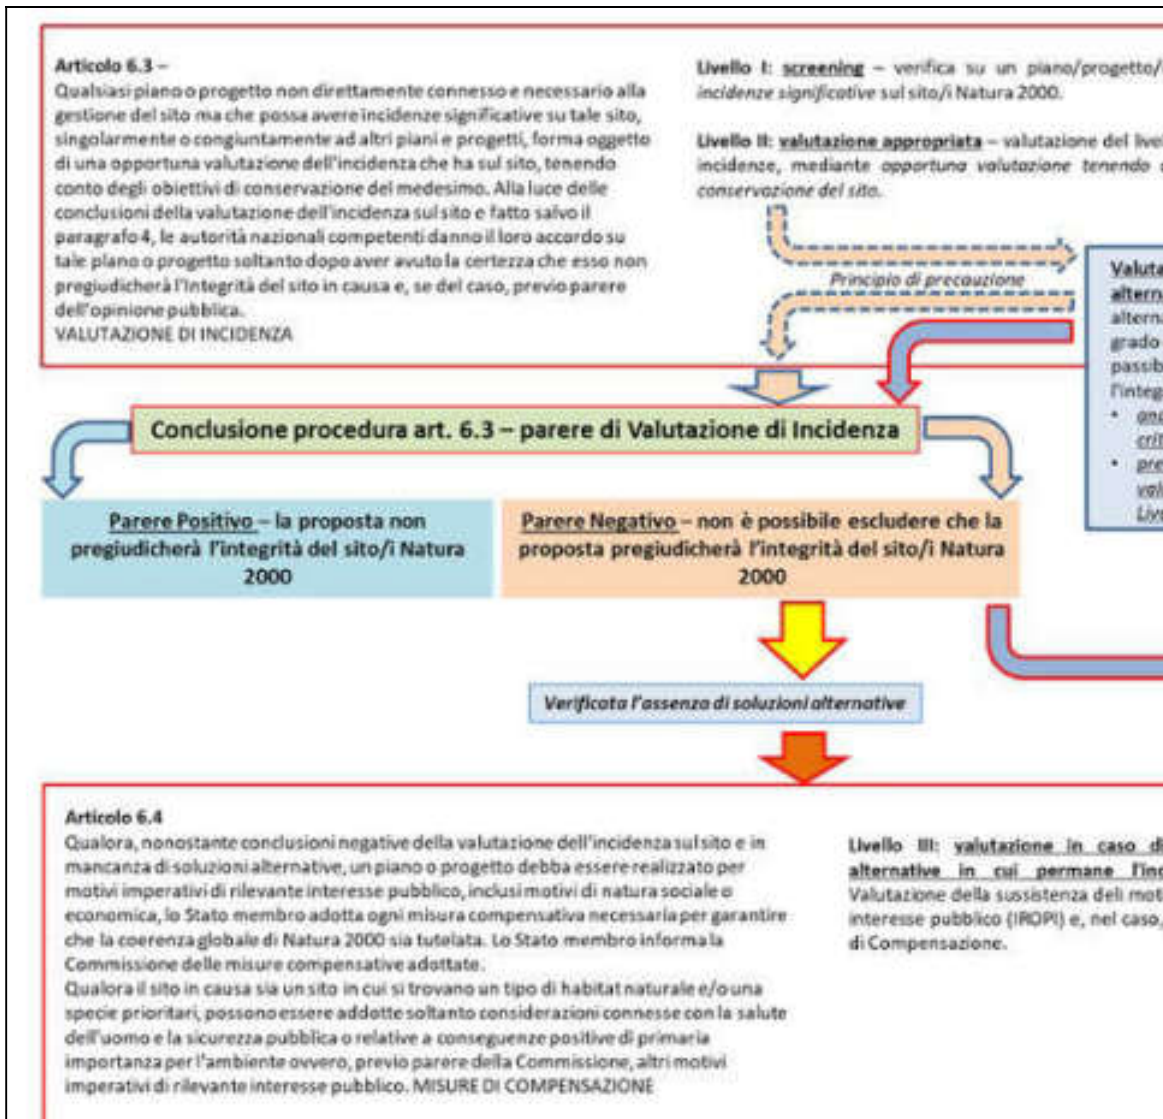 Articolo 6.3 –
Qualsiasi piano o progetto non direttamente connesso e necessario alla
gestione del sito ma che possa avere incidenze significative su tale sito,
singolarmente o congiuntamente ad altri piani e progetti, forma oggetto
di una opportuna valutazione dell'incidenza che ha sul sito, tenendo
conto degli obiettivi di conservazione del medesimo. Alla luce delle
conclusioni della valutazione dell'incidenza sul sito e fatto salvo il
paragrafo 4, le autorità nazionali competenti danno il loro accordo su
tale piano o progetto soltanto dopo aver avuto la certezza che esso non
pregiudicherà l'integrità del sito in causa e, se del caso, previo parere
dell'opinione pubblica.
VALUTAZIONE DI INCIDENZA
Livello I: screening – verifica su un piano/progetto/
incidenze significative sul sito/i Natura 2000.
Livello II: valutazione appropriata – valutazione del live
incidenze, mediante opportuna valutazione tenendo
conservazione del sito.
Principio di precauzione
Valuta
altern
alterna
grado
passib
l'integ
• ana
crit
• pre
valu
Live
Conclusione procedura art. 6.3 – parere di Valutazione di Incidenza
Parere Positivo – la proposta non
pregiudicherà l'integrità del sito/i Natura
2000
Parere Negativo – non è possibile escludere che la
proposta pregiudicherà l'integrità del sito/i Natura
2000
Verificata l'assenza di soluzioni alternative
Articolo 6.4
Qualora, nonostante conclusioni negative della valutazione dell'incidenza sul sito e in
mancanza di soluzioni alternative, un piano o progetto debba essere realizzato per
motivi imperativi di rilevante interesse pubblico, inclusi motivi di natura sociale o
economica, lo Stato membro adotta ogni misura compensativa necessaria per garantire
che la coerenza globale di Natura 2000 sia tutelata. Lo Stato membro informa la
Commissione delle misure compensative adottate.
Qualora il sito in causa sia un sito in cui si trovano un tipo di habitat naturale e/o una
specie prioritari, possono essere addotte soltanto considerazioni connesse con la salute
dell'uomo e la sicurezza pubblica o relative a conseguenze positive di primaria
importanza per l'ambiente ovvero, previo parere della Commissione, altri motivi
imperativi di rilevante interesse pubblico. MISURE DI COMPENSAZIONE
Livello III: valutazione in caso di
alternative in cui permane l'inc
Valutazione della sussistenza deli mot
interesse pubblico (IROPI) e, nel caso,
di Compensazione.